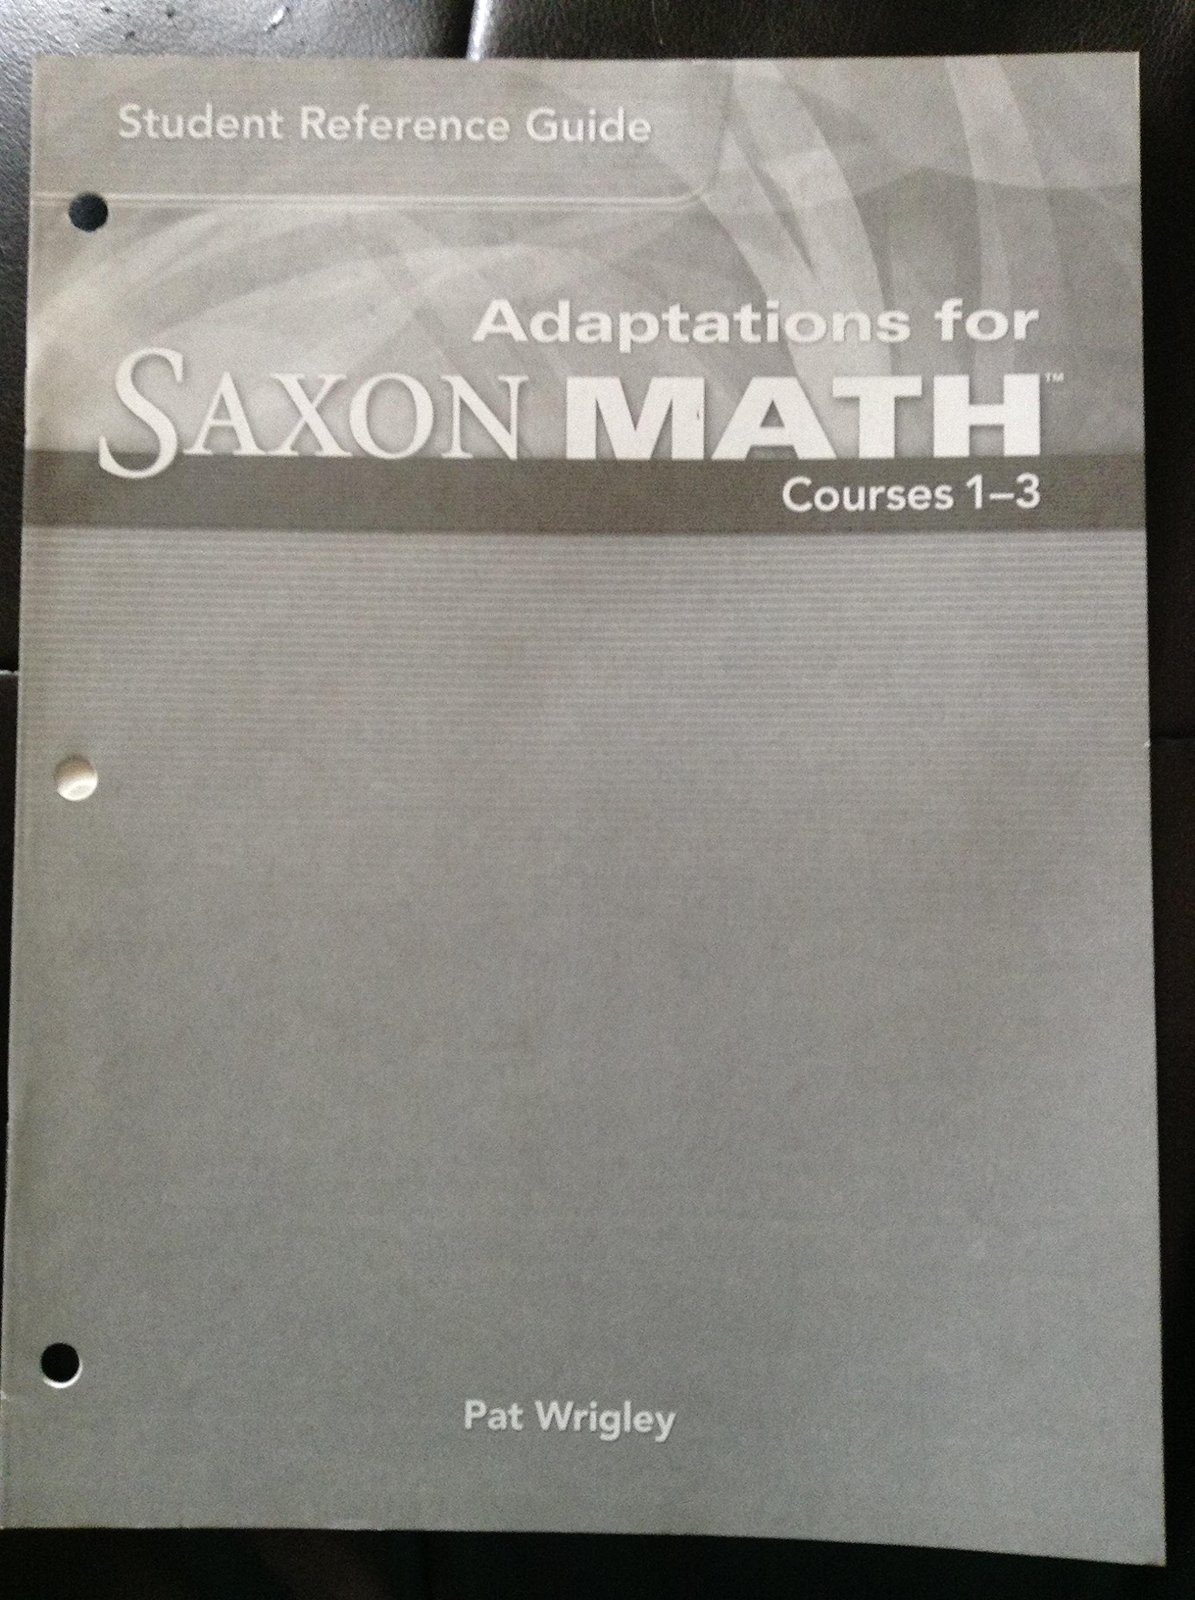 Student Reference Guide
Adaptations for
SAXON MATH™
Courses 1–3
Pat Wrigley